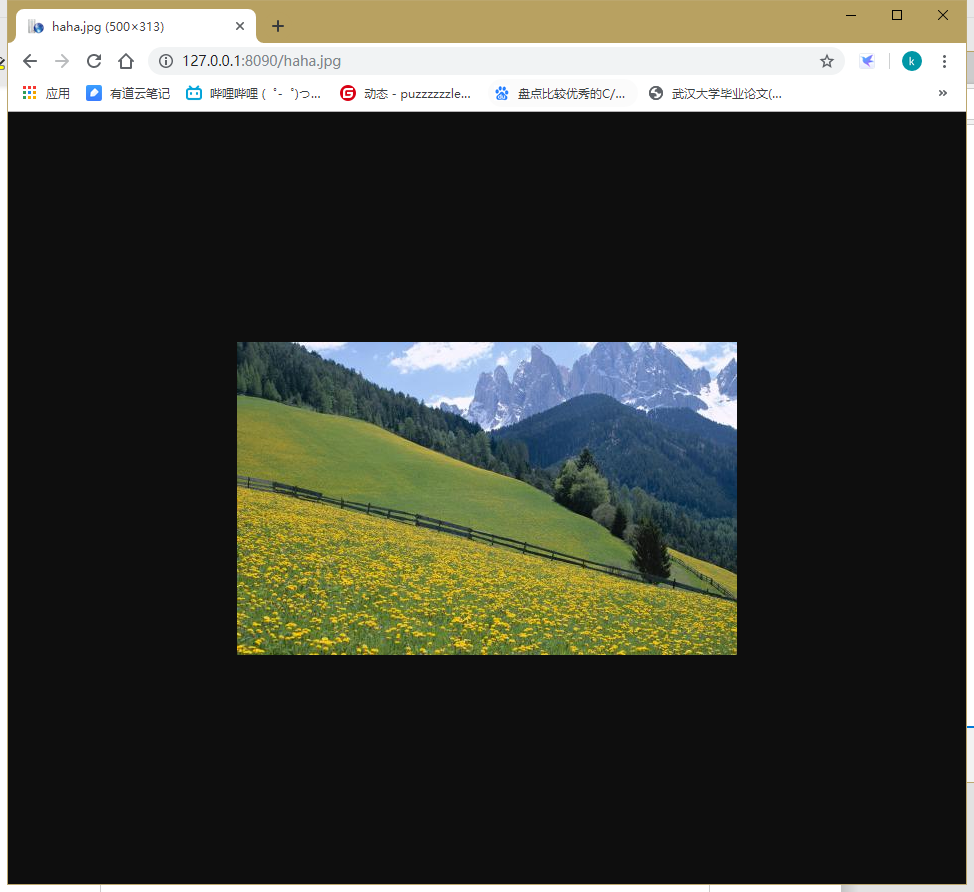 haha.jpg (500×313)
127.0.0.1:8090/haha.jpg
k
应用 有道云笔记 哔哩哔哩 ( ゜- ゜)つ... 动态 - puzzzzzzle... 盘点比较优秀的C/... 武汉大学毕业论文(... »